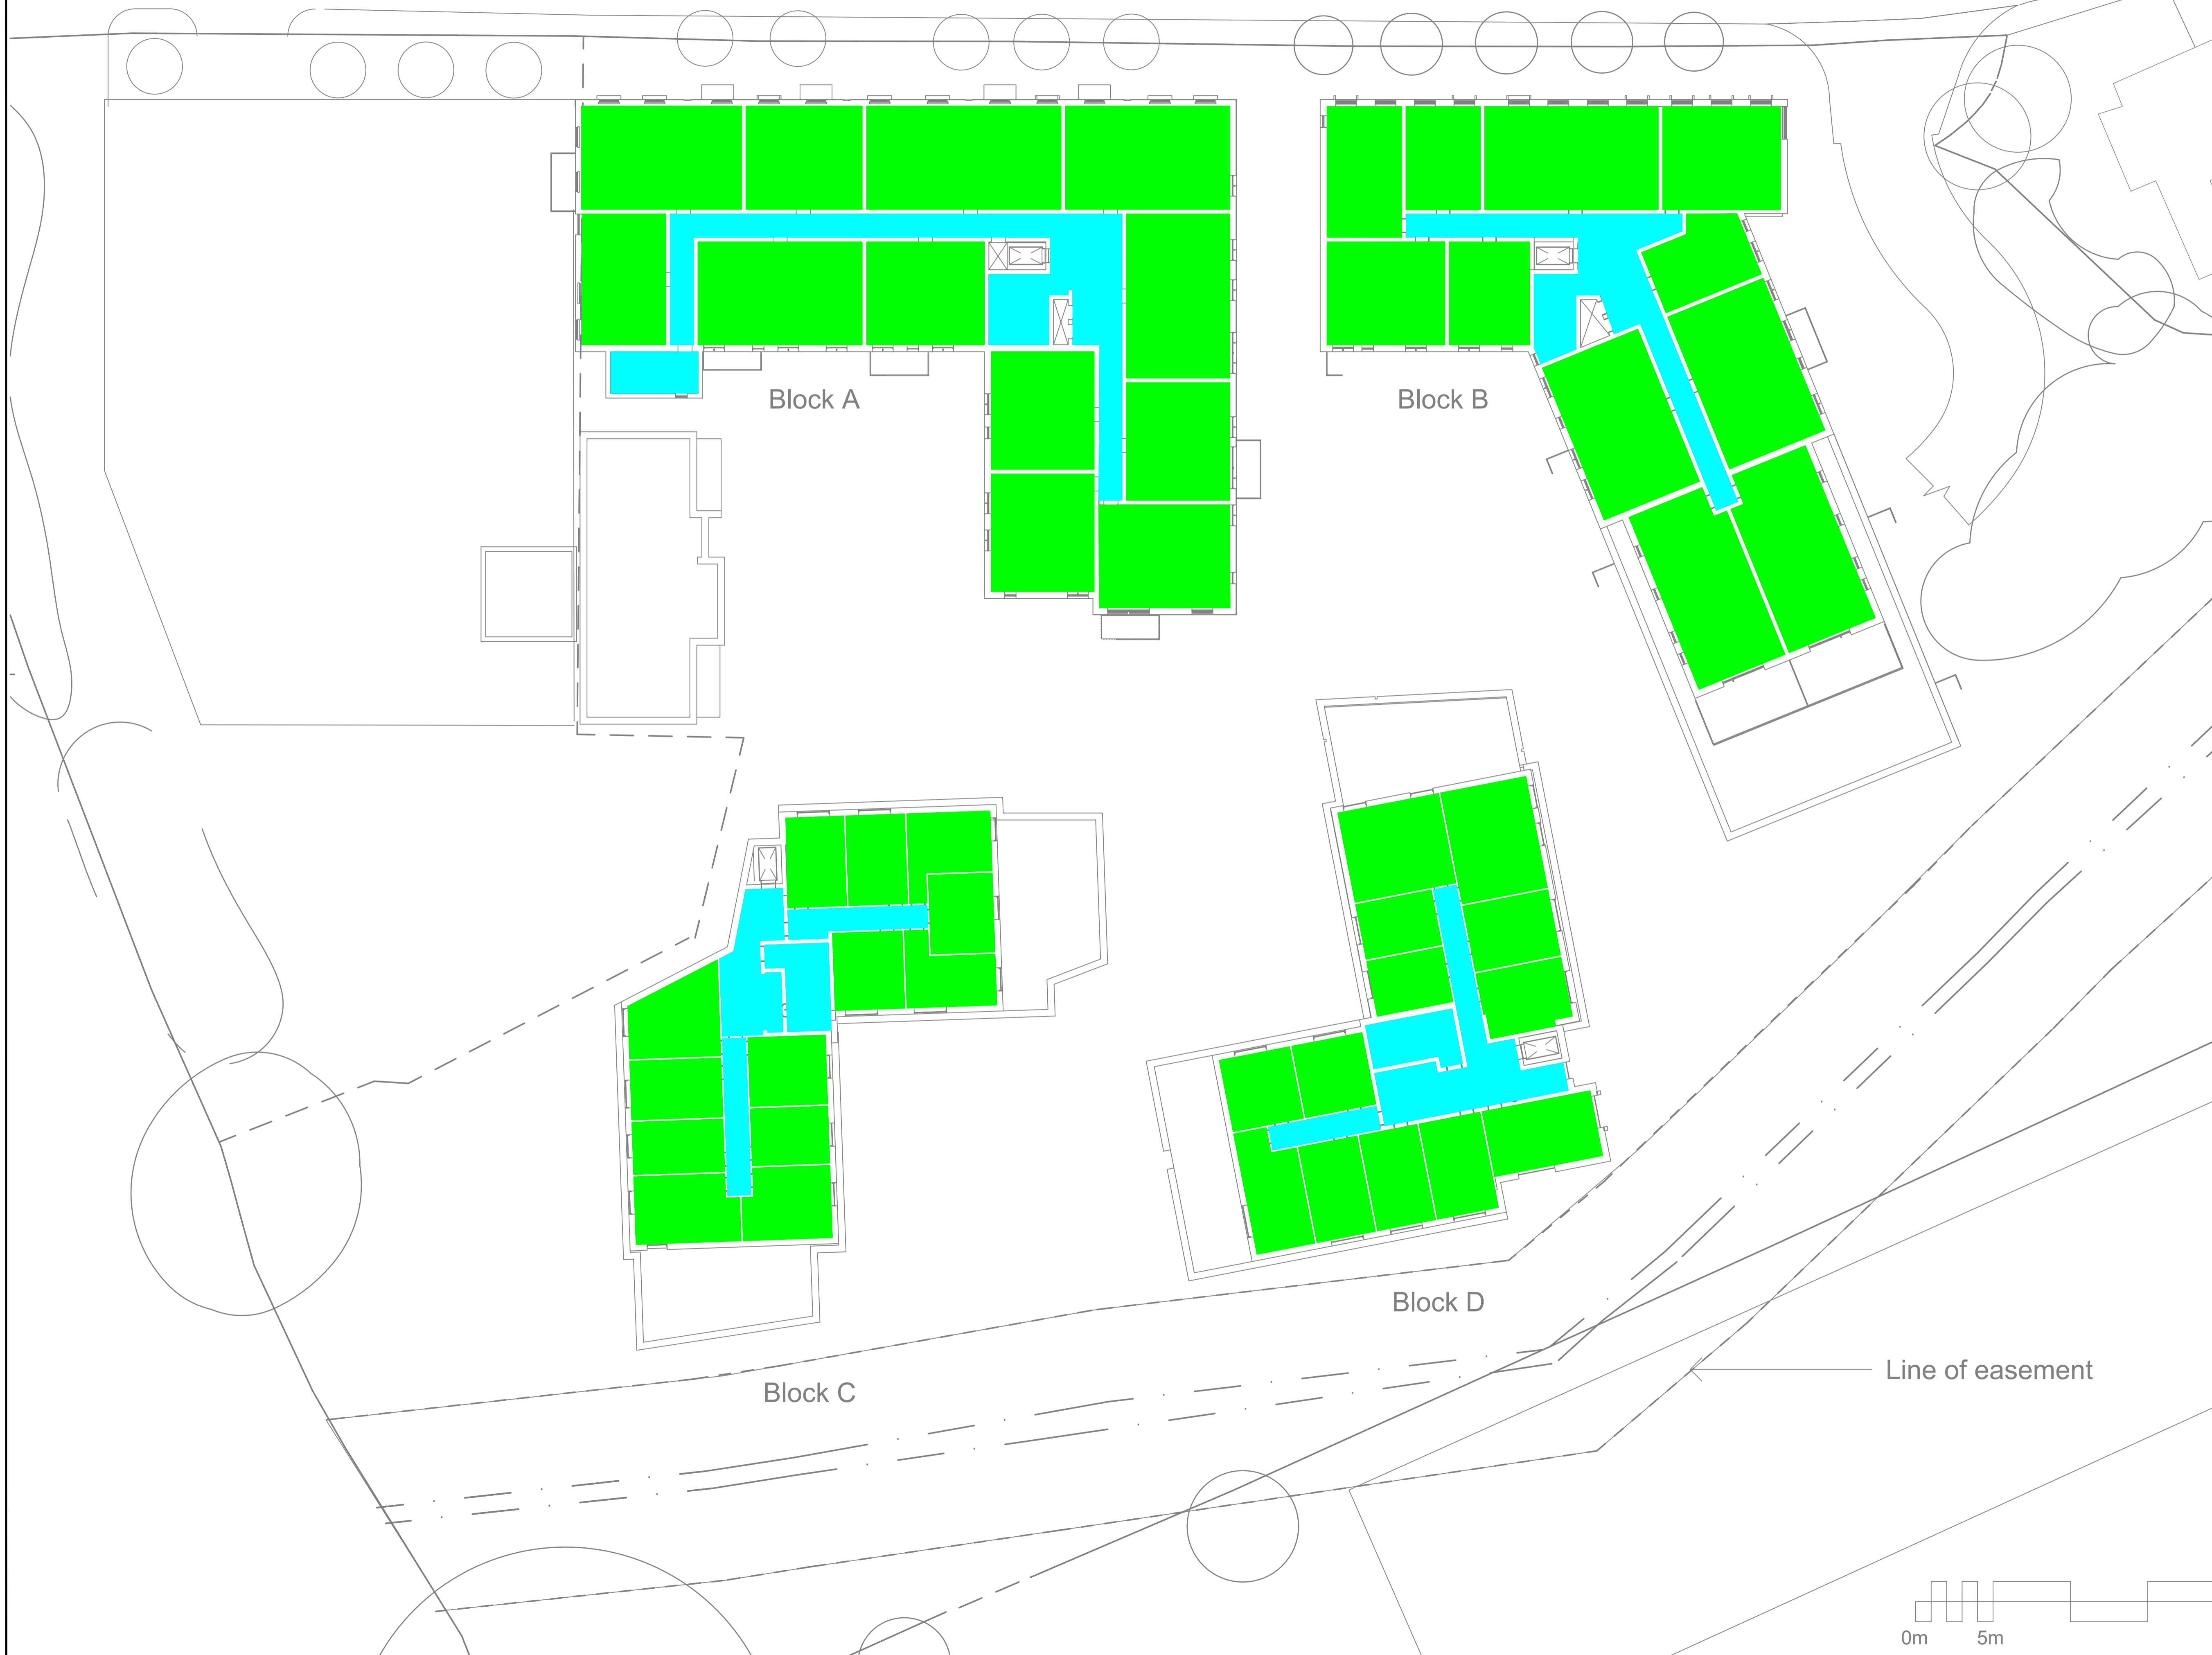 Block A
Block B
Block D
Line of easement
Block C
0m
5m